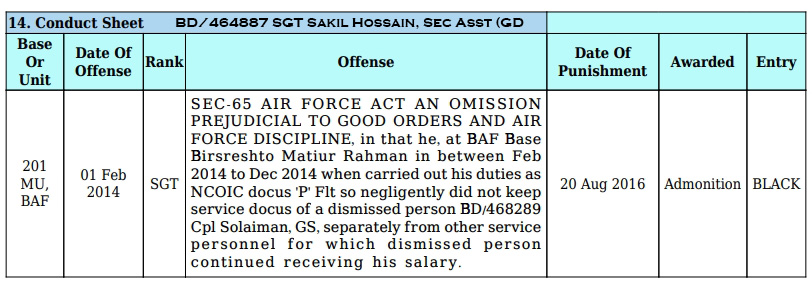 14. Conduct Sheet BD/464887 SGT SAKIL HOSSAIN, SEC ASST (GD
Base Or Unit Date Of Offense Rank Offense Date Of Punishment Awarded Entry
201 MU, BAF
01 Feb 2014
SGT
SEC-65 AIR FORCE ACT AN OMISSION
PREJUDICIAL TO GOOD ORDERS AND AIR
FORCE DISCIPLINE, in that he, at BAF Base
Birsreshto Matiur Rahman in between Feb
2014 to Dec 2014 when carried out his duties as
NCOIC docus 'P' Flt so negligently did not keep
service docus of a dismissed person BD/468289
Cpl Solaiman, GS, separately from other service
personnel for which dismissed person
continued receiving his salary.
20 Aug 2016
Admonition
BLACK